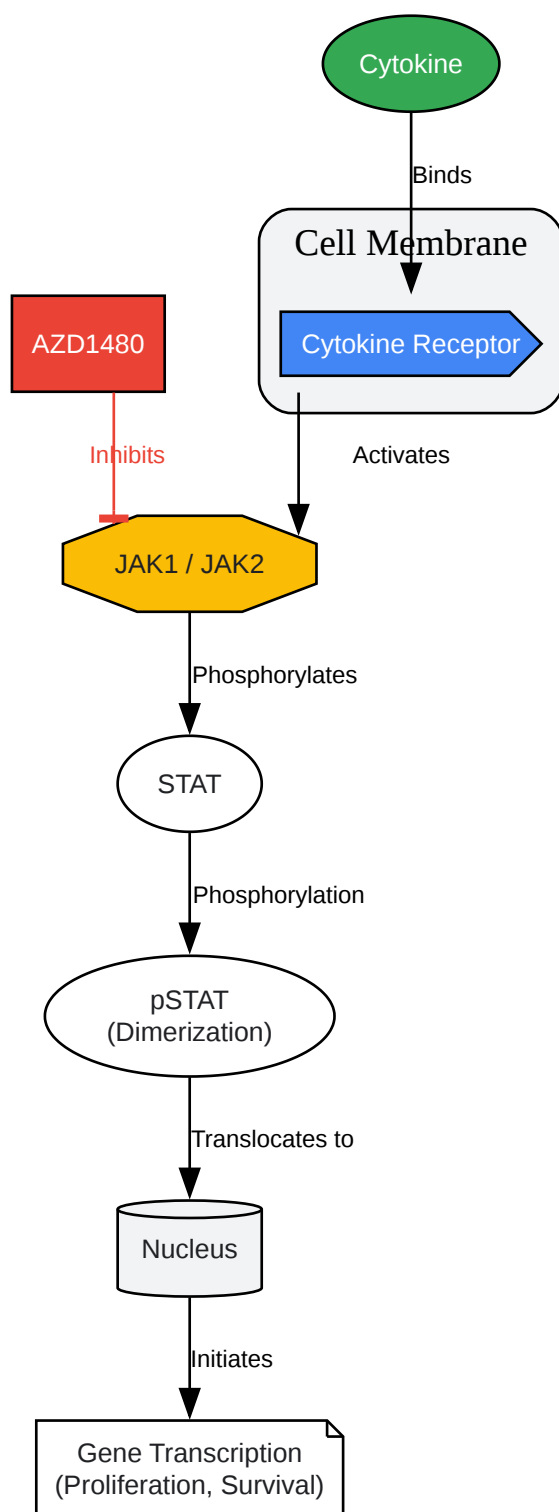 Cytokine
Binds
Cell Membrane
AZD1480
Cytokine Receptor
Inhibits
Activates
JAK1 / JAK2
Phosphorylates
STAT
Phosphorylation
pSTAT
(Dimerization)
Translocates to
Nucleus
Initiates
Gene Transcription
(Proliferation, Survival)